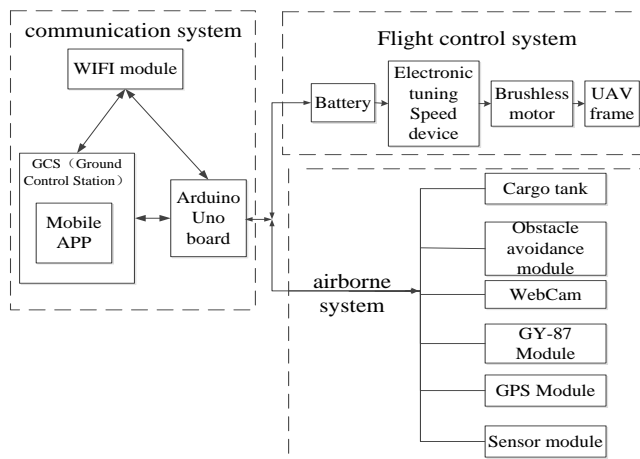 communication system
WIFI module
GCS（Ground
Control Station）
Mobile
APP
Arduino
Uno
board
Flight control system
Battery
Electronic
tuning
Speed
device
Brushless
motor
UAV
frame
airborne
system
Cargo tank
Obstacle
avoidance
module
WebCam
GY-87
Module
GPS Module
Sensor module